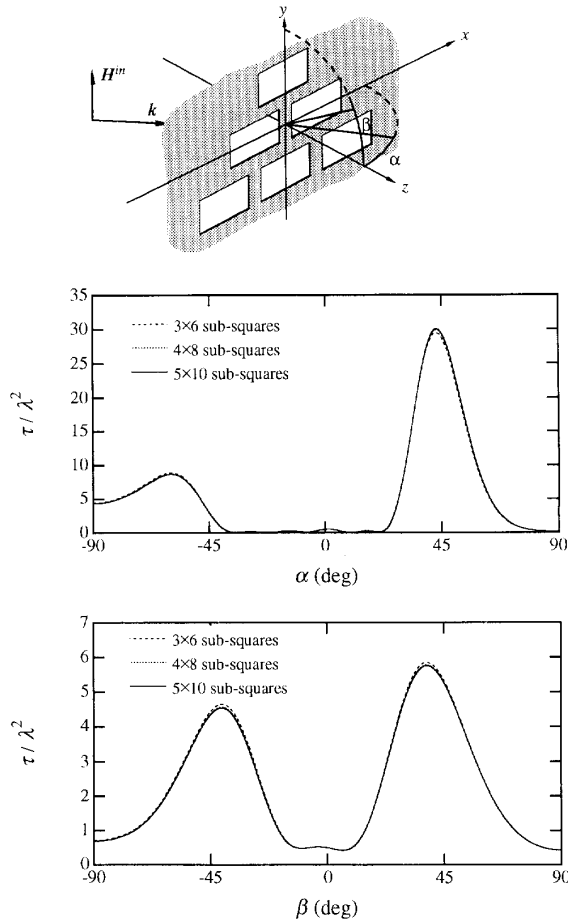 y
x
H^in
k
β
α
z
35
30
25
20
15
10
5
0
τ / λ²
3×6 sub-squares
4×8 sub-squares
5×10 sub-squares
-90 -45 0 45 90
α (deg)
7
6
5
4
3
2
1
0
τ / λ²
3×6 sub-squares
4×8 sub-squares
5×10 sub-squares
-90 -45 0 45 90
β (deg)